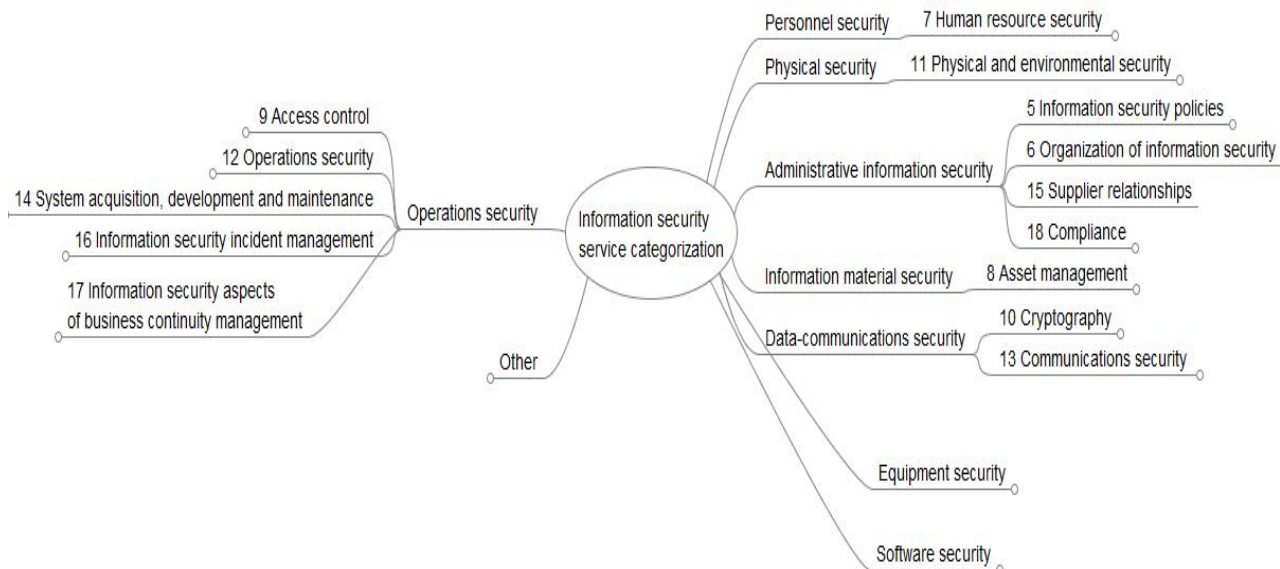 Personnel security
7 Human resource security
Physical security
11 Physical and environmental security
Administrative information security
5 Information security policies
6 Organization of information security
15 Supplier relationships
18 Compliance
Information material security
8 Asset management
Data-communications security
10 Cryptography
13 Communications security
Equipment security
Software security
Information security
service categorization
Operations security
9 Access control
12 Operations security
14 System acquisition, development and maintenance
16 Information security incident management
17 Information security aspects
of business continuity management
Other